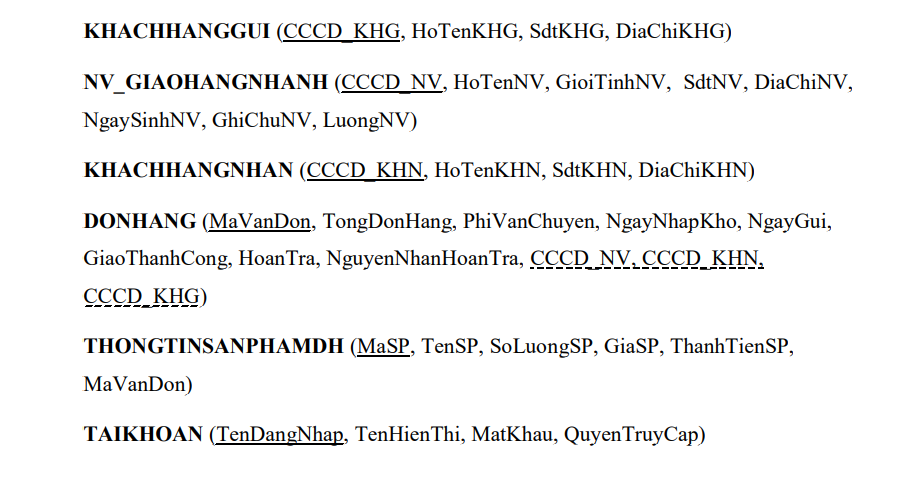 KHACHHANGGUI (CCCD_KHG, HoTenKHG, SdtKHG, DiaChiKHG)
NV_GIAOHANGNHANH (CCCD_NV, HoTenNV, GioiTinhNV, SdtNV, DiaChiNV,
NgaySinhNV, GhiChuNV, LuongNV)
KHACHHANGNHAN (CCCD_KHN, HoTenKHN, SdtKHN, DiaChiKHN)
DONHANG (MaVanDon, TongDonHang, PhiVanChuyen, NgayNhapKho, NgayGui,
GiaoThanhCong, HoanTra, NguyenNhanHoanTra, CCCD_NV, CCCD_KHN,
CCCD_KHG)
THONGTINSANPHAMDH (MaSP, TenSP, SoLuongSP, GiaSP, ThanhTienSP,
MaVanDon)
TAIKHOAN (TenDangNhap, TenHienThi, MatKhau, QuyenTruyCap)